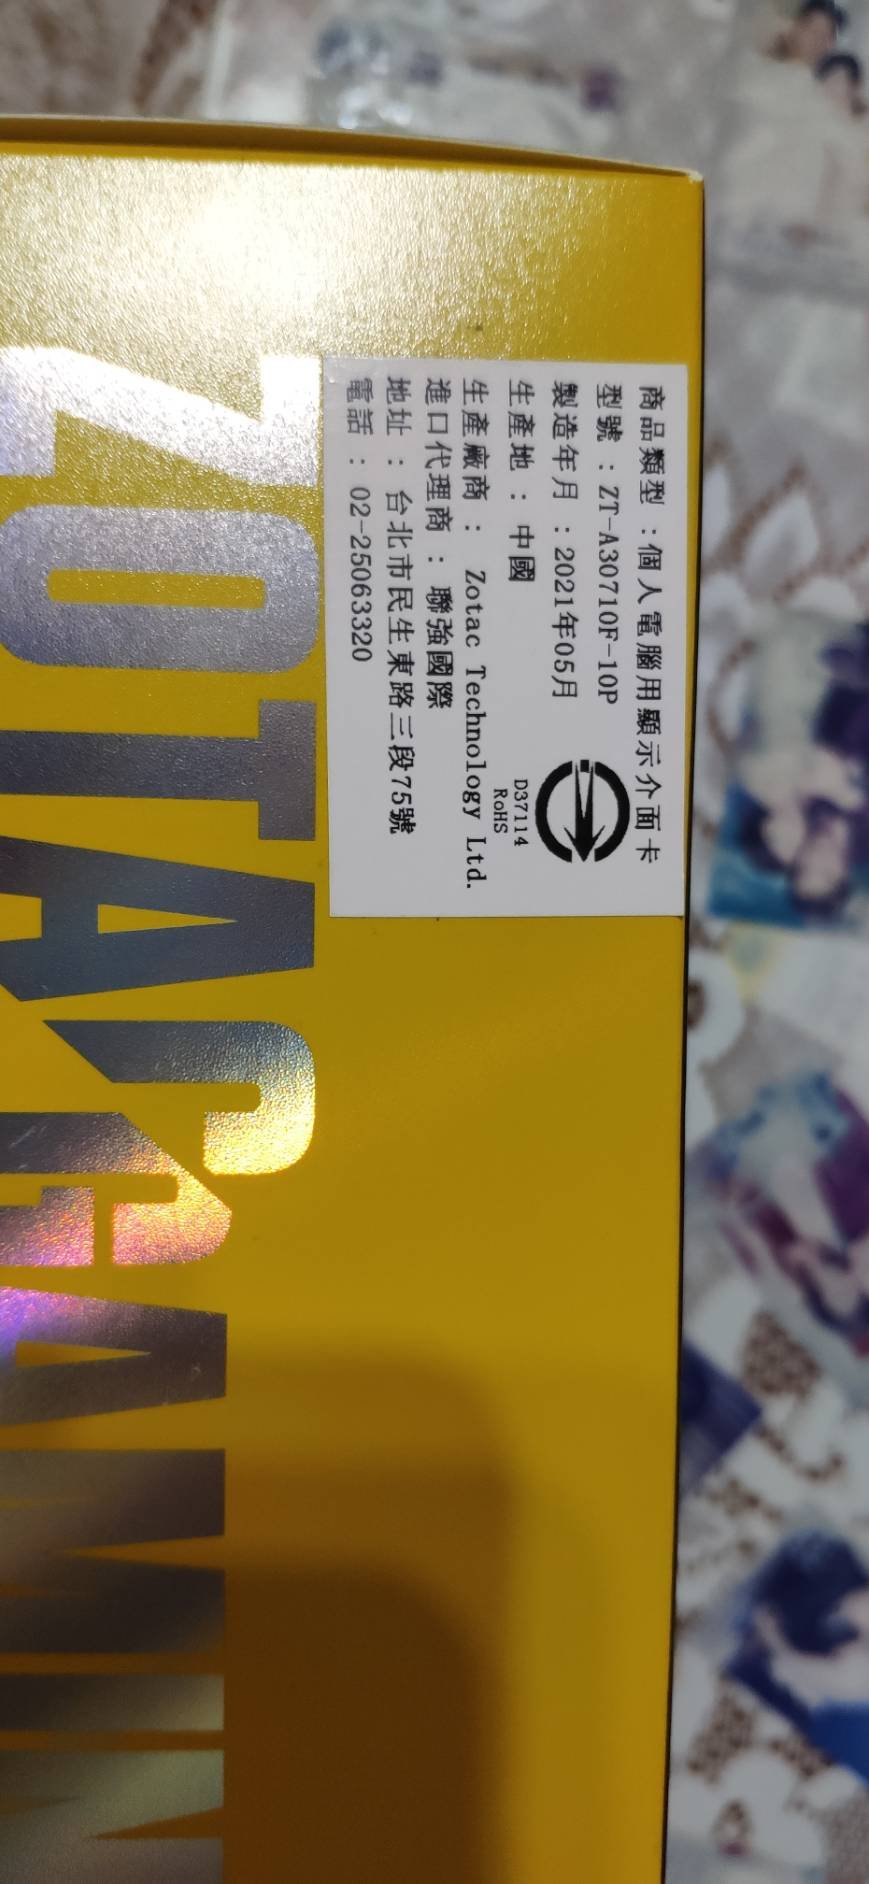 商品類型：個人電腦用顯示介面卡
型號：ZT-A30710F-10P
製造年月：2021年05月
生產地：中國
D37114
RoHS
生產廠商： Zotac Technology Ltd.
進口代理商：聯強國際
地址：台北市民生東路三段75號
電話：02-25063320
ZOTAC
GAMIN